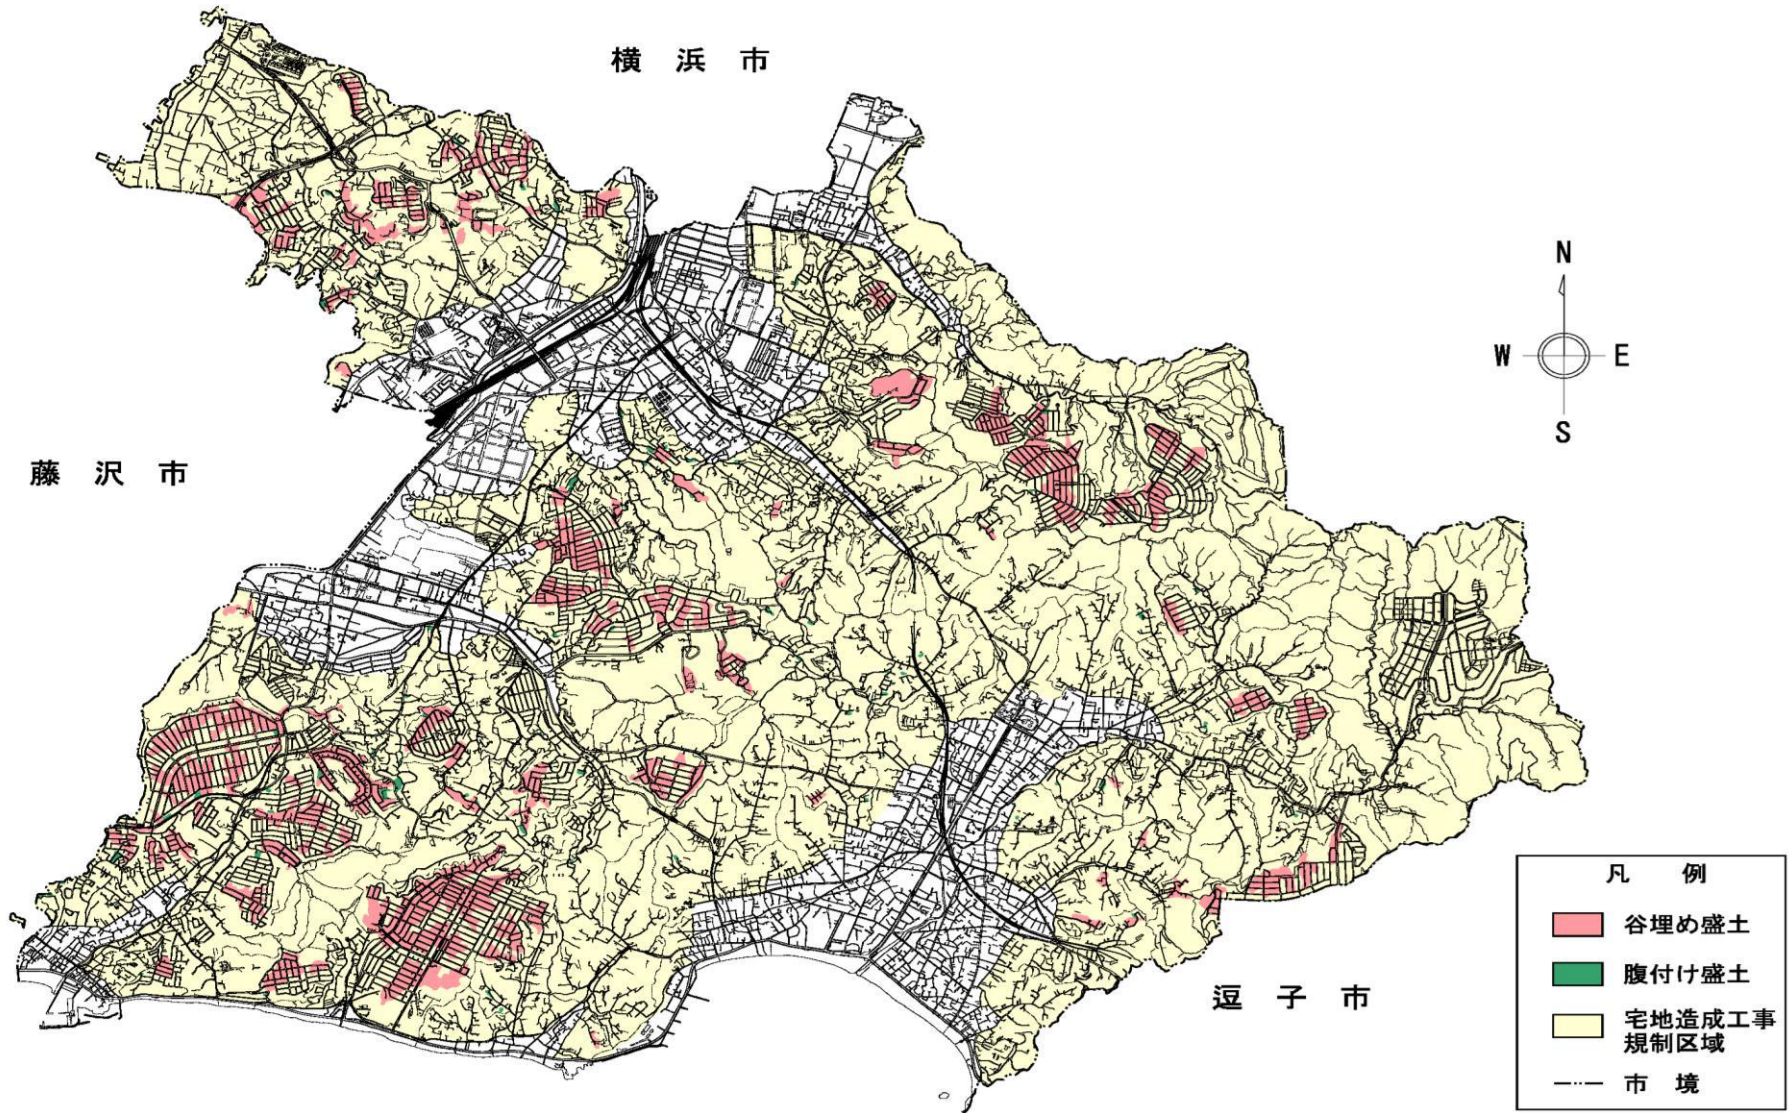 横 浜 市
N
W E
S
藤 沢 市
逗 子 市
凡 例
谷埋め盛土
腹付け盛土
宅地造成工事
規制区域
市 境